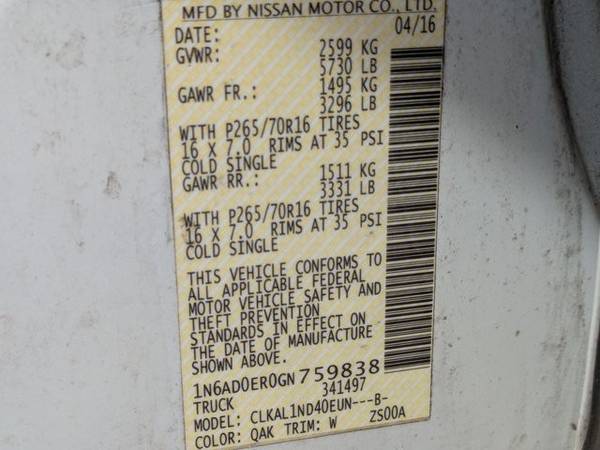 MFD BY NISSAN MOTOR CO., LTD.
DATE: 04/16
GVWR: 2599 KG
5730 LB
GAWR FR.: 1495 KG
3296 LB
WITH P265/70R16 TIRES
16 X 7.0 RIMS AT 35 PSI
COLD SINGLE
GAWR RR.: 1511 KG
3331 LB
WITH P265/70R16 TIRES
16 X 7.0 RIMS AT 35 PSI
COLD SINGLE
THIS VEHICLE CONFORMS TO
ALL APPLICABLE FEDERAL
MOTOR VEHICLE SAFETY AND
THEFT PREVENTION
STANDARDS IN EFFECT ON
THE DATE OF MANUFACTURE
SHOWN ABOVE.
1N6AD0ER0GN759838
TRUCK 341497
MODEL: CLKAL1ND40EUN---B-
COLOR: QAK TRIM: W ZS00A